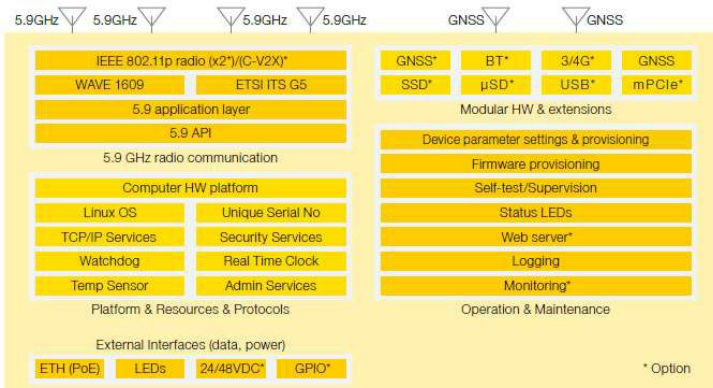 5.9GHz 5.9GHz 5.9GHz 5.9GHz GNSS GNSS
IEEE 802.11p radio (x2*)/(C-V2X)*
WAVE 1609 ETSI ITS G5
5.9 application layer
5.9 API
5.9 GHz radio communication
Computer HW platform
Linux OS Unique Serial No
TCP/IP Services Security Services
Watchdog Real Time Clock
Temp Sensor Admin Services
Platform & Resources & Protocols
External Interfaces (data, power)
ETH (PoE) LEDs 24/48VDC* GPIO*
GNSS* BT* 3/4G* GNSS
SSD* µSD* USB* mPCIe*
Modular HW & extensions
Device parameter settings & provisioning
Firmware provisioning
Self-test/Supervision
Status LEDs
Web server*
Logging
Monitoring*
Operation & Maintenance
* Option